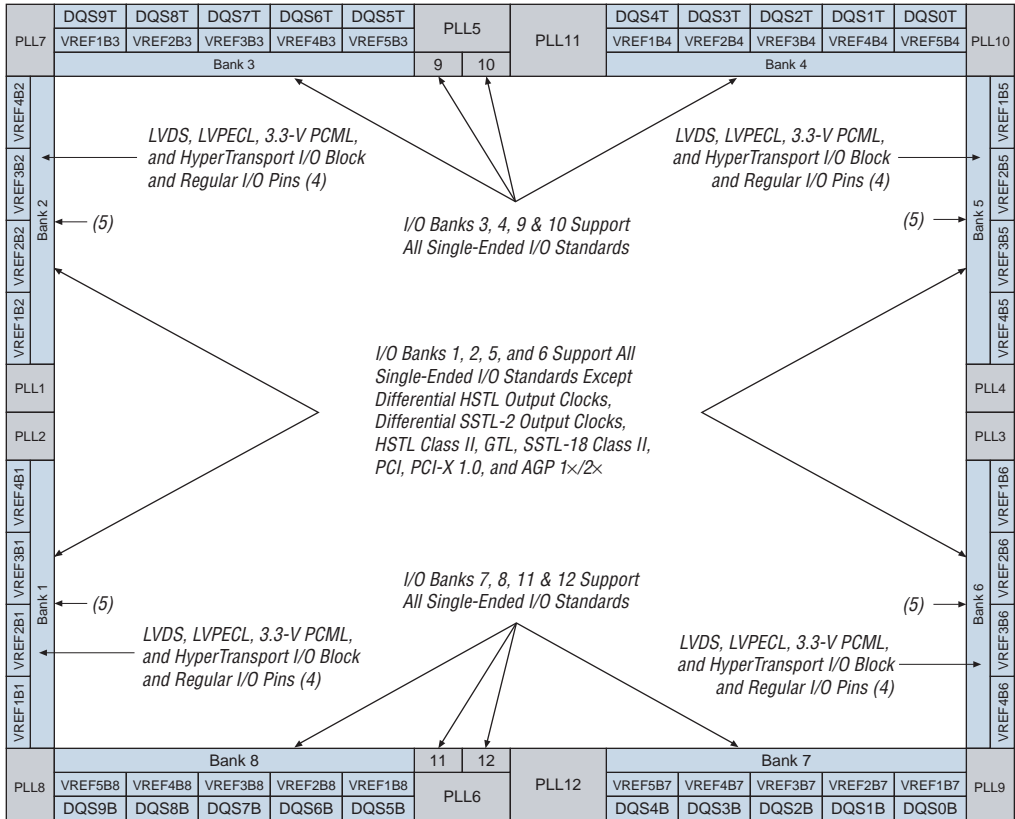 PLL7 DQS9T DQS8T DQS7T DQS6T DQS5T PLL5 PLL11 DQS4T DQS3T DQS2T DQS1T DQS0T PLL10
VREF1B3 VREF2B3 VREF3B3 VREF4B3 VREF5B3 VREF1B4 VREF2B4 VREF3B4 VREF4B4 VREF5B4
Bank 3 9 10 Bank 4
VREF4B2
VREF3B2
VREF2B2
VREF1B2
Bank 2
LVDS, LVPECL, 3.3-V PCML,
and HyperTransport I/O Block
and Regular I/O Pins (4)
(5)
I/O Banks 3, 4, 9 & 10 Support
All Single-Ended I/O Standards
LVDS, LVPECL, 3.3-V PCML,
and HyperTransport I/O Block
and Regular I/O Pins (4)
(5)
Bank 5
VREF1B5
VREF2B5
VREF3B5
VREF4B5
PLL1
PLL2
I/O Banks 1, 2, 5, and 6 Support All
Single-Ended I/O Standards Except
Differential HSTL Output Clocks,
Differential SSTL-2 Output Clocks,
HSTL Class II, GTL, SSTL-18 Class II,
PCI, PCI-X 1.0, and AGP 1×/2×
PLL4
PLL3
VREF4B1
VREF3B1
VREF2B1
VREF1B1
Bank 1
(5)
LVDS, LVPECL, 3.3-V PCML,
and HyperTransport I/O Block
and Regular I/O Pins (4)
I/O Banks 7, 8, 11 & 12 Support
All Single-Ended I/O Standards
(5)
LVDS, LVPECL, 3.3-V PCML,
and HyperTransport I/O Block
and Regular I/O Pins (4)
Bank 6
VREF1B6
VREF2B6
VREF3B6
VREF4B6
Bank 8 11 12 Bank 7
PLL8 VREF5B8 VREF4B8 VREF3B8 VREF2B8 VREF1B8 PLL6 PLL12 VREF5B7 VREF4B7 VREF3B7 VREF2B7 VREF1B7 PLL9
DQS9B DQS8B DQS7B DQS6B DQS5B DQS4B DQS3B DQS2B DQS1B DQS0B